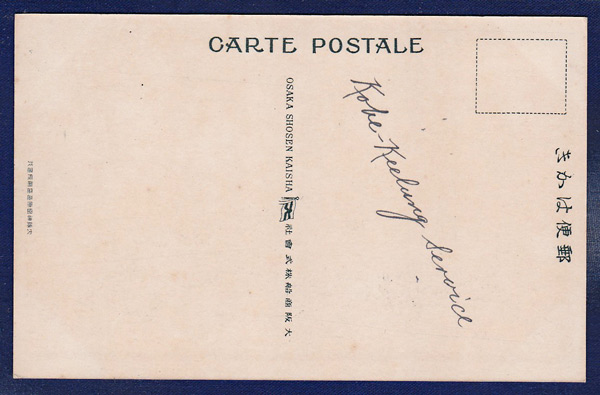 CARTE POSTALE
郵便はかき
Kobe-Keelung Service
OSAKA SHOSEN KAISHA
大阪商船株式會社